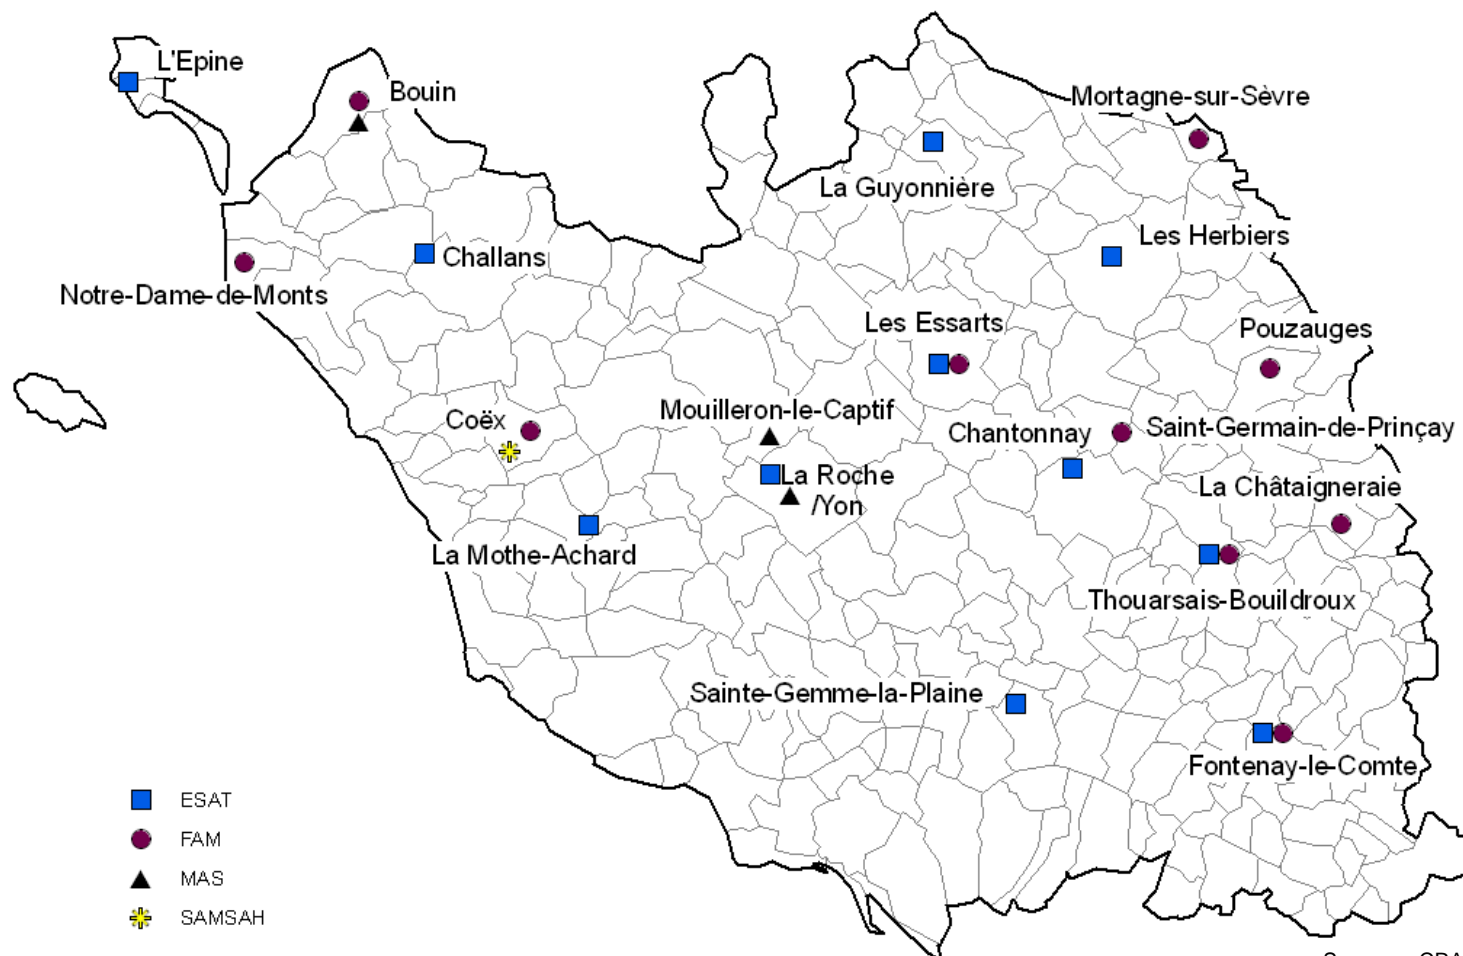 L'Epine
Bouin
Mortagne-sur-Sèvre
La Guyonnière
Les Herbiers
Challans
Notre-Dame-de-Monts
Les Essarts
Pouzauges
Mouilleron-le-Captif
Coëx
Chantonnay
Saint-Germain-de-Prinçay
La Roche
/Yon
La Châtaigneraie
La Mothe-Achard
Thouarsais-Bouildroux
Sainte-Gemme-la-Plaine
Fontenay-le-Comte
ESAT
FAM
MAS
SAMSAH